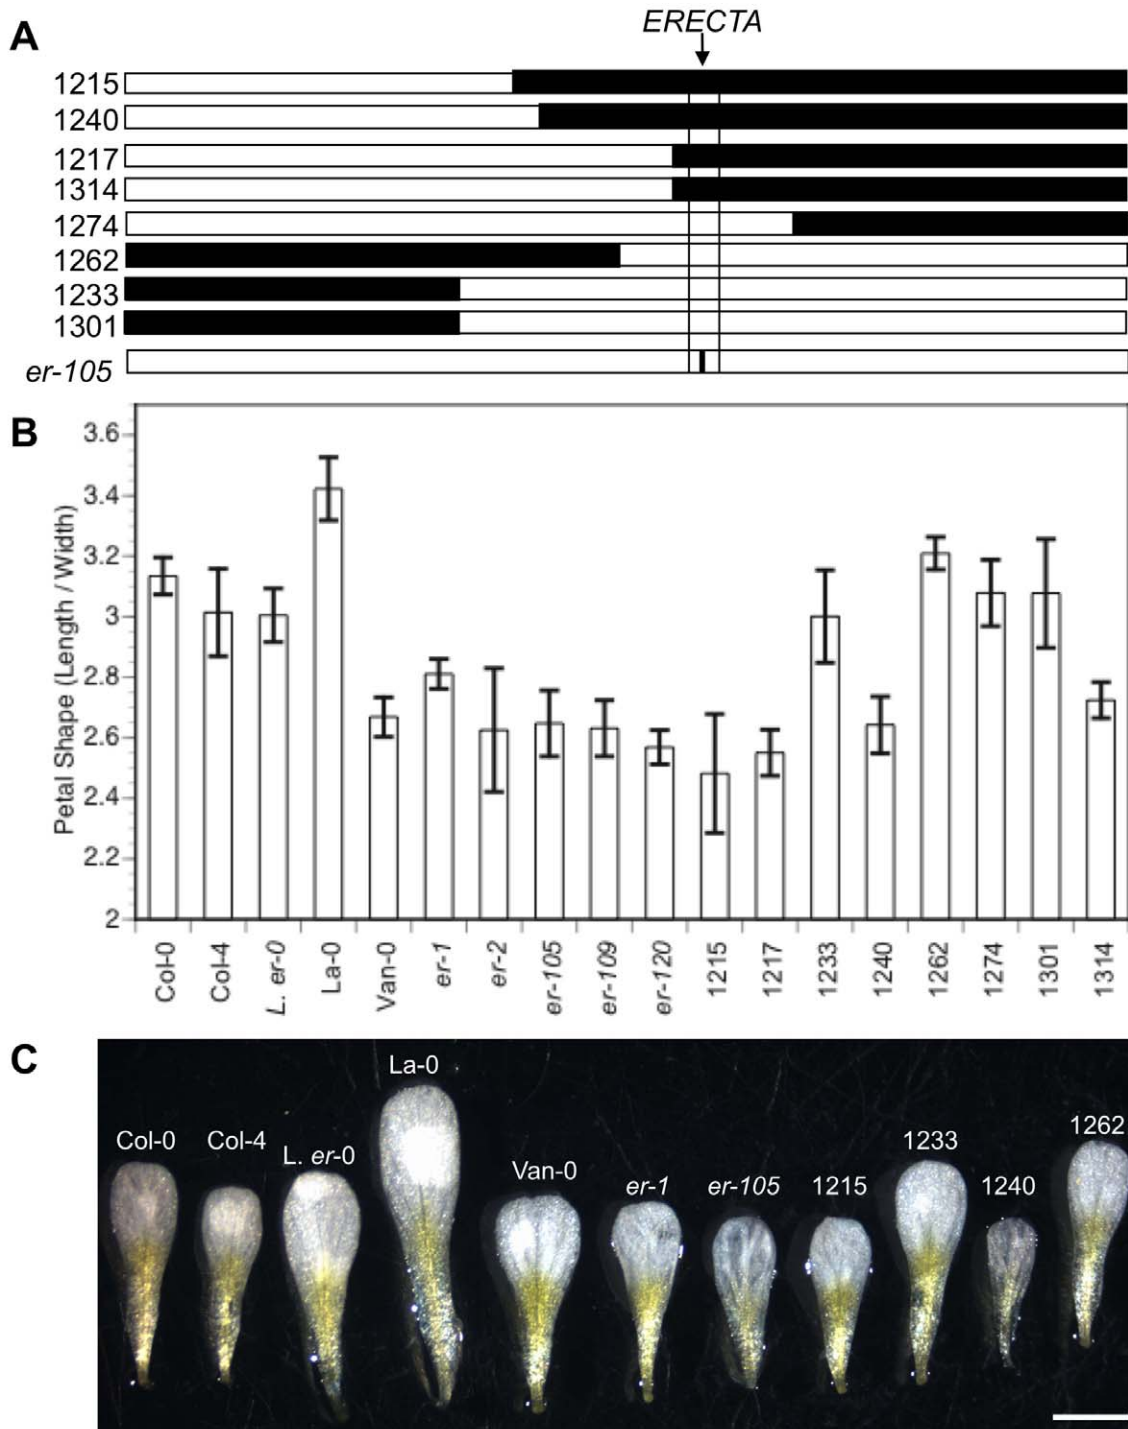 A
ERECTA
1215
1240
1217
1314
1274
1262
1233
1301
er-105
B
Petal Shape (Length / Width)
3.6
3.4
3.2
3
2.8
2.6
2.4
2.2
2
Col-0
Col-4
L. er-0
La-0
Van-0
er-1
er-2
er-105
er-109
er-120
1215
1217
1233
1240
1262
1274
1301
1314
C
Col-0
Col-4
L. er-0
La-0
Van-0
er-1
er-105
1215
1233
1240
1262